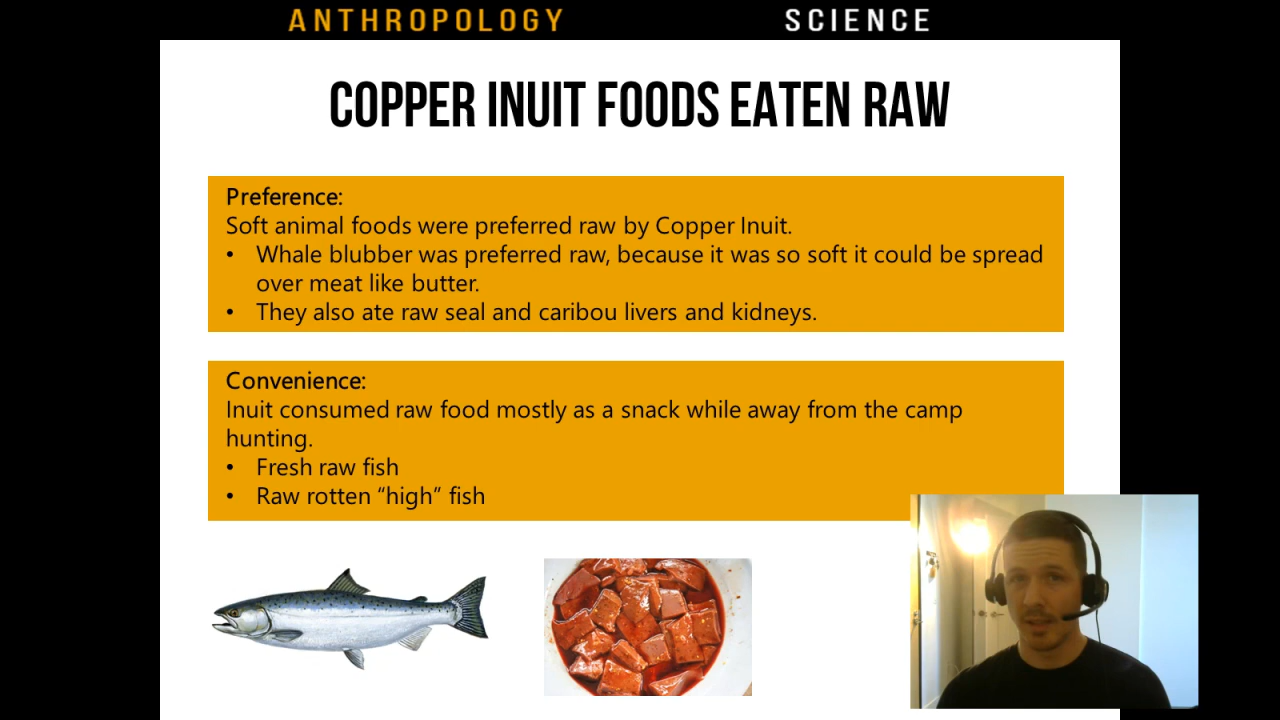 ANTHROPOLOGY SCIENCE
COPPER INUIT FOODS EATEN RAW
Preference:
Soft animal foods were preferred raw by Copper Inuit.
• Whale blubber was preferred raw, because it was so soft it could be spread
over meat like butter.
• They also ate raw seal and caribou livers and kidneys.
Convenience:
Inuit consumed raw food mostly as a snack while away from the camp
hunting.
• Fresh raw fish
• Raw rotten “high” fish